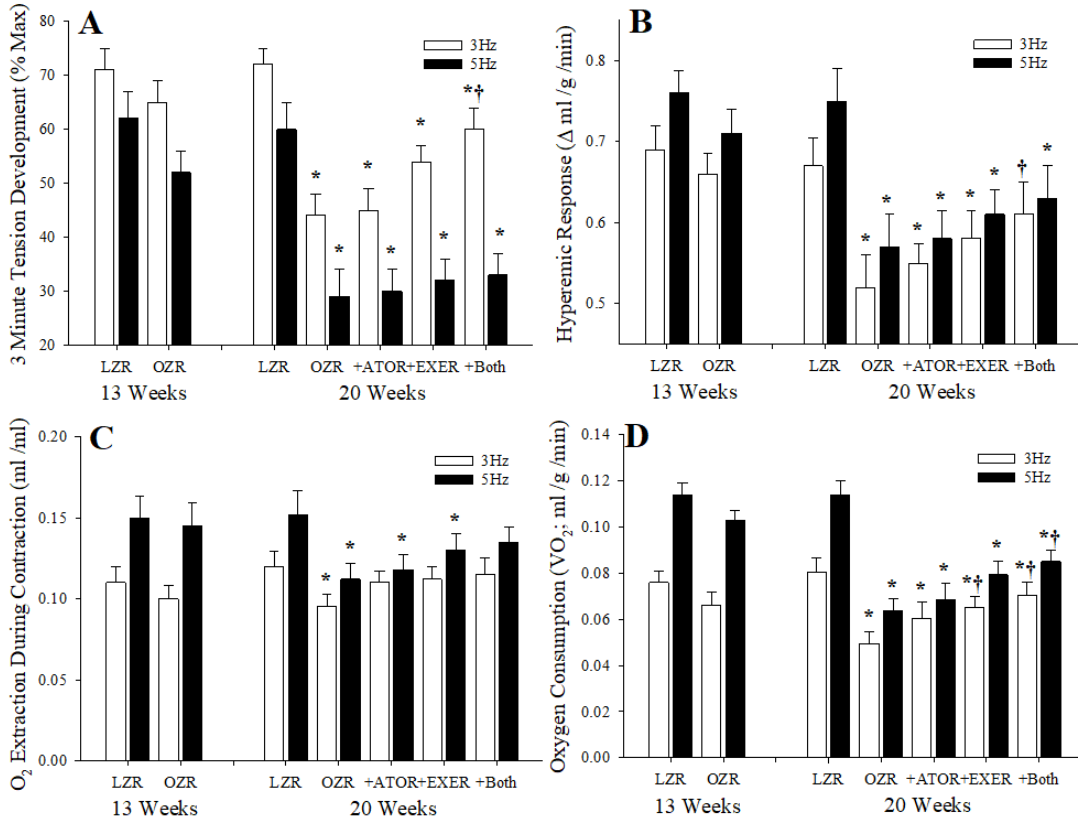 A
3 Minute Tension Development (% Max)
80
70
60
50
40
30
20
3Hz
5Hz
*†
*
*
*
*
*
*
*
LZR OZR LZR OZR +ATOR+EXER +Both
13 Weeks 20 Weeks
B
Hyperemic Response (Δ ml /g /min)
0.8
0.7
0.6
0.5
3Hz
5Hz
*
*
*
*
*
*
†
*
LZR OZR LZR OZR +ATOR+EXER +Both
13 Weeks 20 Weeks
C
O₂ Extraction During Contraction (ml /ml)
0.20
0.15
0.10
0.05
0.00
3Hz
5Hz
*
*
*
*
LZR OZR LZR OZR +ATOR+EXER +Both
13 Weeks 20 Weeks
D
Oxygen Consumption (VO₂; ml /g /min)
0.14
0.12
0.10
0.08
0.06
0.04
0.02
0.00
3Hz
5Hz
*
*
*
*
*†
*
*†
*†
LZR OZR LZR OZR +ATOR+EXER +Both
13 Weeks 20 Weeks